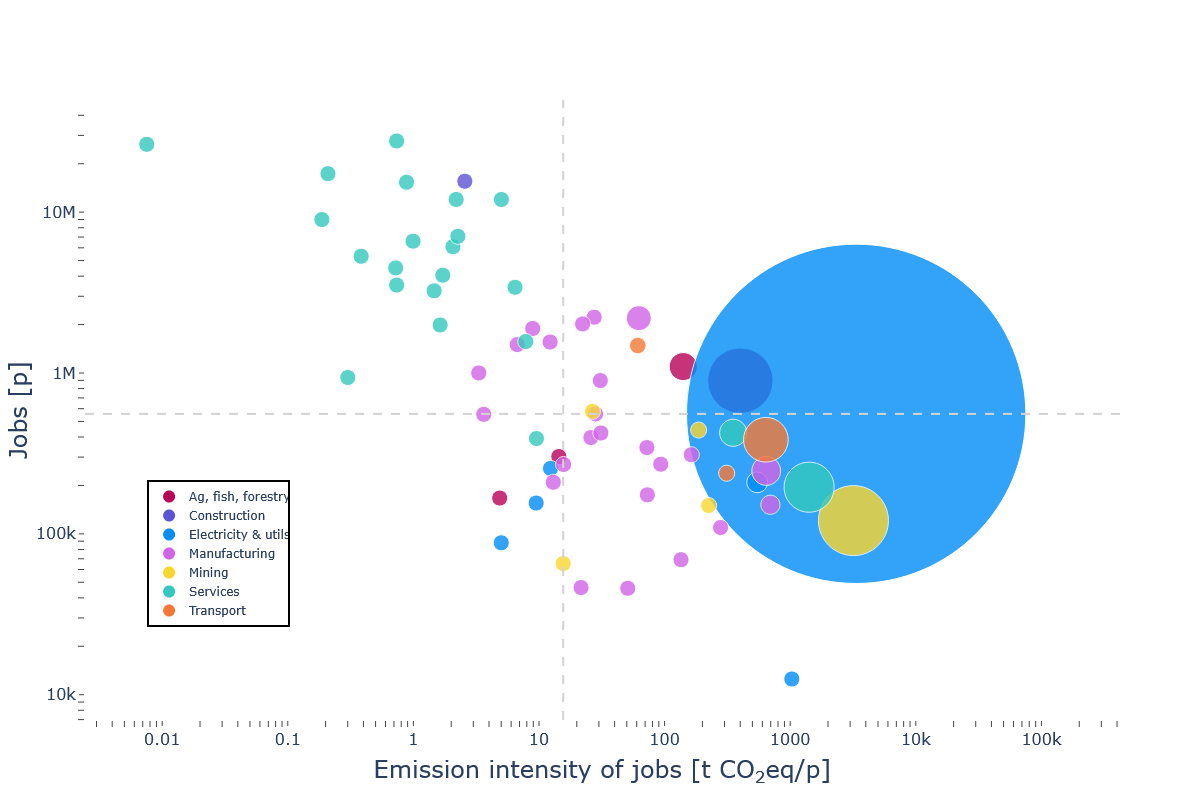 10M
1M
100k
10k
Jobs [p]
Ag, fish, forestry
Construction
Electricity & utils
Manufacturing
Mining
Services
Transport
0.01 0.1 1 10 100 1000 10k 100k
Emission intensity of jobs [t CO₂eq/p]